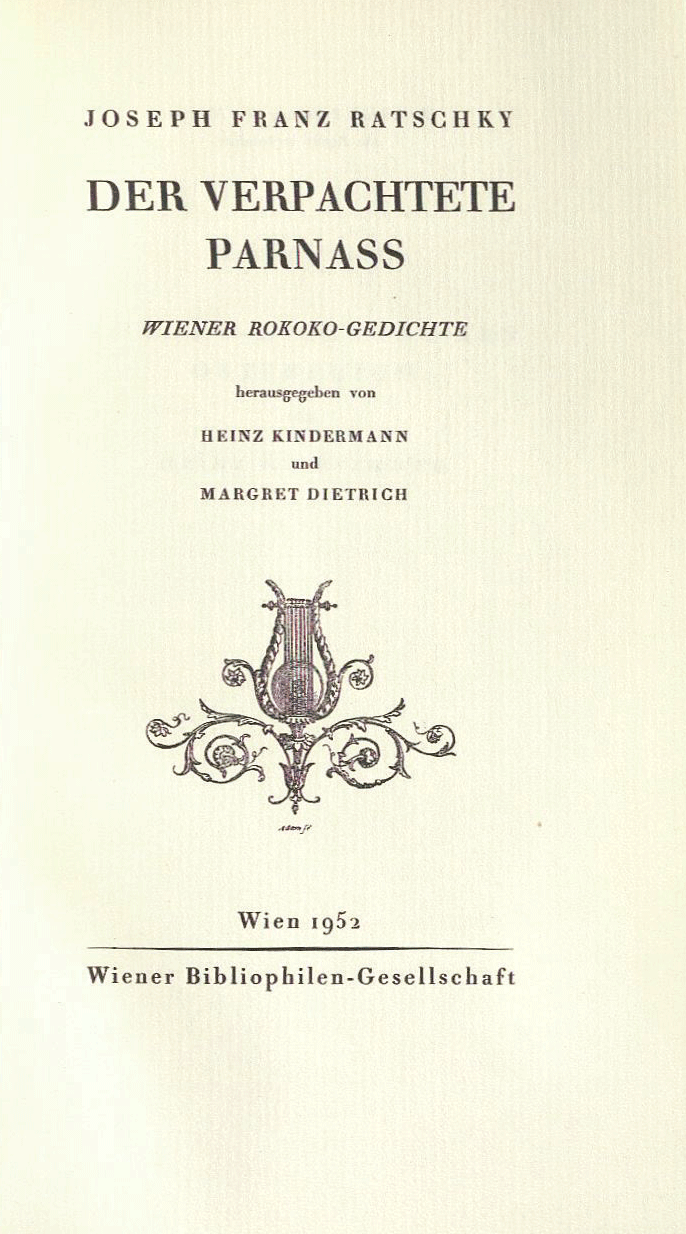 JOSEPH FRANZ RATSCHKY
DER VERPACHTETE
PARNASS
WIENER ROKOKO-GEDICHTE
herausgegeben von
HEINZ KINDERMANN
und
MARGRET DIETRICH
Wien 1952
Wiener Bibliophilen-Gesellschaft